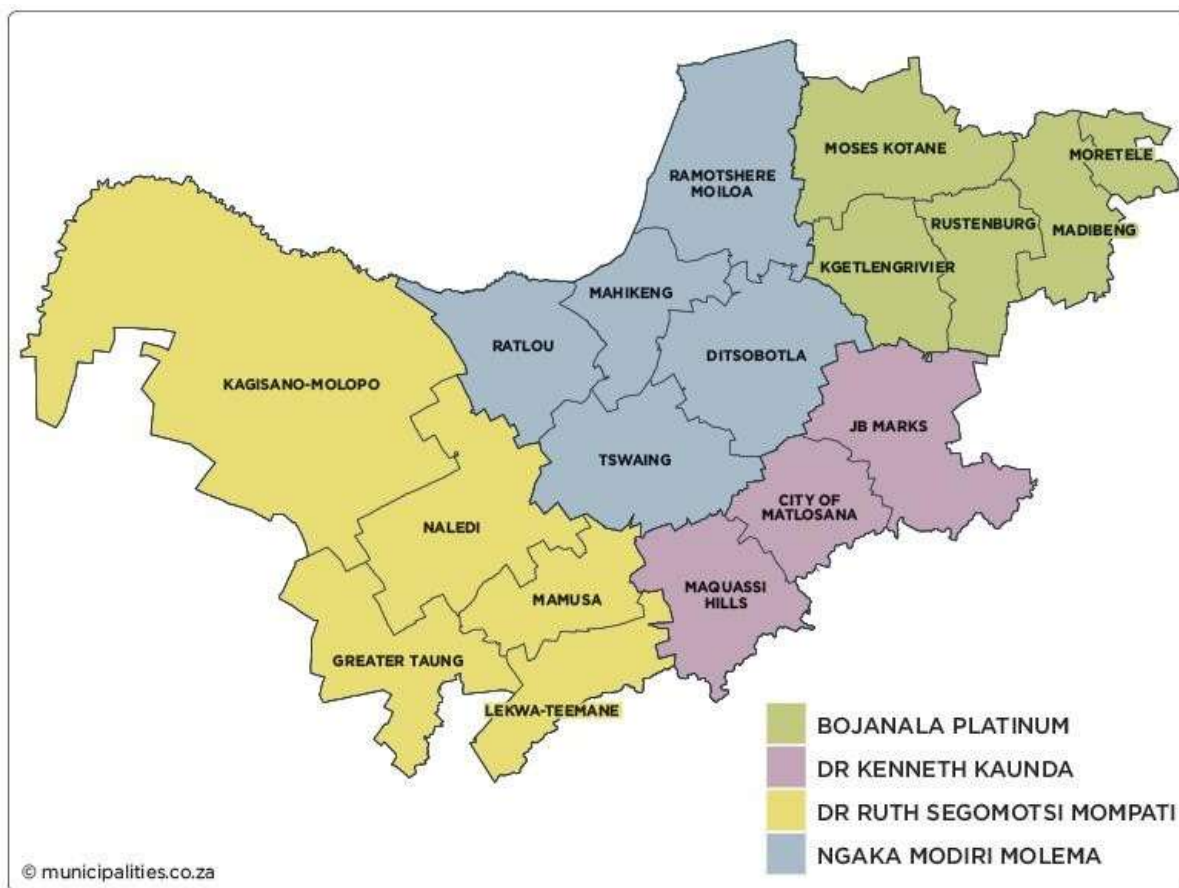 MOSES KOTANE
MORETELE
RAMOTSHERE
MOILOA
RUSTENBURG
MADIBENG
KGETLENGRIVIER
MAHIKENG
RATLOU
DITSOBOTLA
KAGISANO-MOLOPO
JB MARKS
TSWAING
CITY OF
MATLOSANA
NALEDI
MAQUASSI
HILLS
MAMUSA
GREATER TAUNG
LEKWA-TEEMANE
BOJANALA PLATINUM
DR KENNETH KAUNDA
DR RUTH SEGOMOTSI MOMPATI
NGAKA MODIRI MOLEMA
© municipalities.co.za